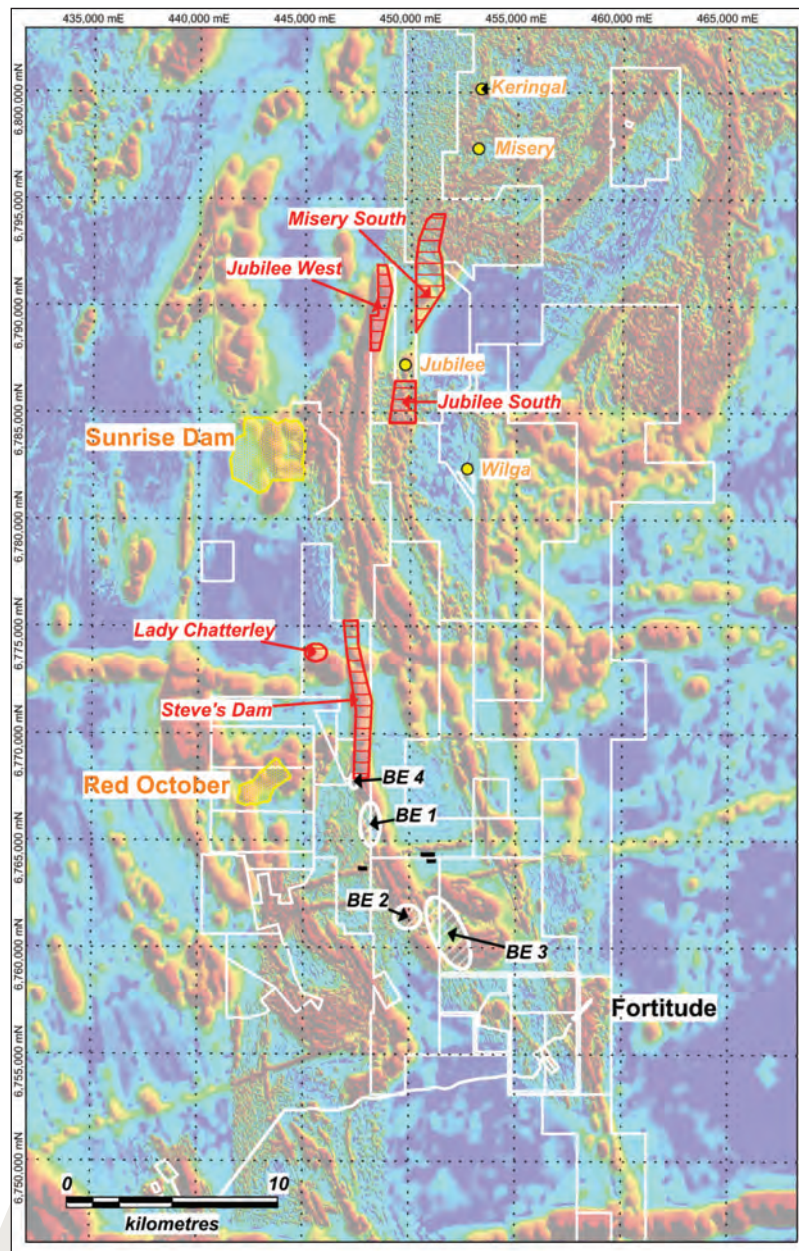 435,000 mE
440,000 mE
445,000 mE
450,000 mE
455,000 mE
460,000 mE
465,000 mE
6,800,000 mN
6,795,000 mN
6,790,000 mN
6,785,000 mN
6,780,000 mN
6,775,000 mN
6,770,000 mN
6,765,000 mN
6,760,000 mN
6,755,000 mN
6,750,000 mN
Keringal
Misery
Misery South
Jubilee West
Jubilee
Jubilee South
Sunrise Dam
Wilga
Lady Chatterley
Steve's Dam
BE 4
Red October
BE 1
BE 2
BE 3
Fortitude
0
10
kilometres